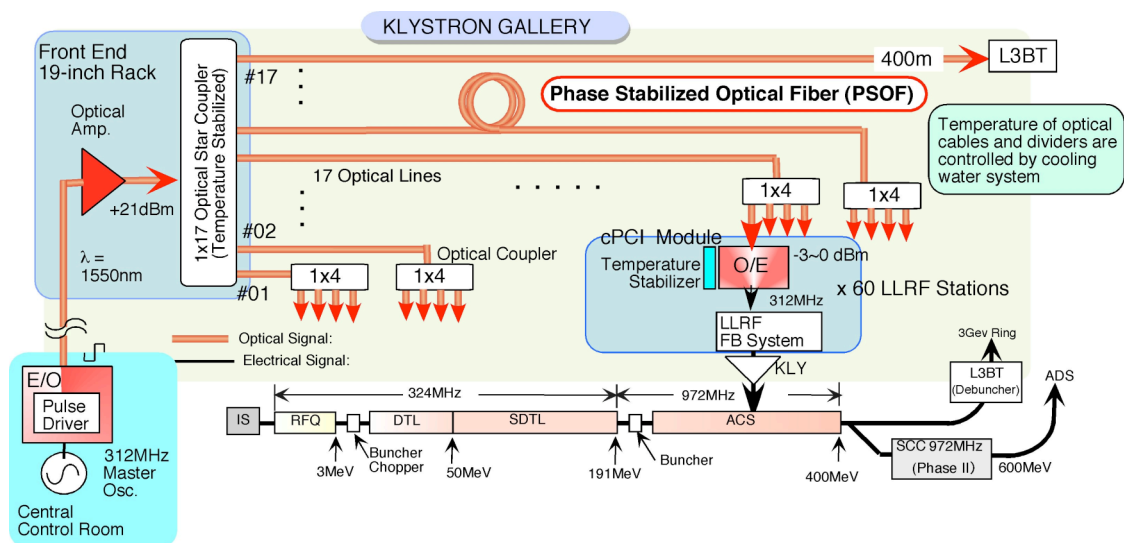 KLYSTRON GALLERY
Front End
19-inch Rack
#17
400m
L3BT
Phase Stabilized Optical Fiber (PSOF)
Optical
Amp.
1x17 Optical Star Coupler
(Temperature Stabilized)
Temperature of optical
cables and dividers are
controlled by cooling
water system
17 Optical Lines
1x4
1x4
+21dBm
#02
cPCI Module
Optical Coupler
Temperature
Stabilizer
O/E
-3~0 dBm
λ =
1550nm
1x4
1x4
#01
312MHz
x 60 LLRF Stations
LLRF
FB System
Optical Signal:
Electrical Signal:
KLY
3Gev Ring
L3BT
(Debuncher)
ADS
E/O
Pulse
Driver
324MHz
972MHz
IS
RFQ
DTL
SDTL
ACS
Buncher
Chopper
Buncher
3MeV
50MeV
191MeV
400MeV
SCC 972MHz
(Phase II)
600MeV
312MHz
Master
Osc.
Central
Control Room